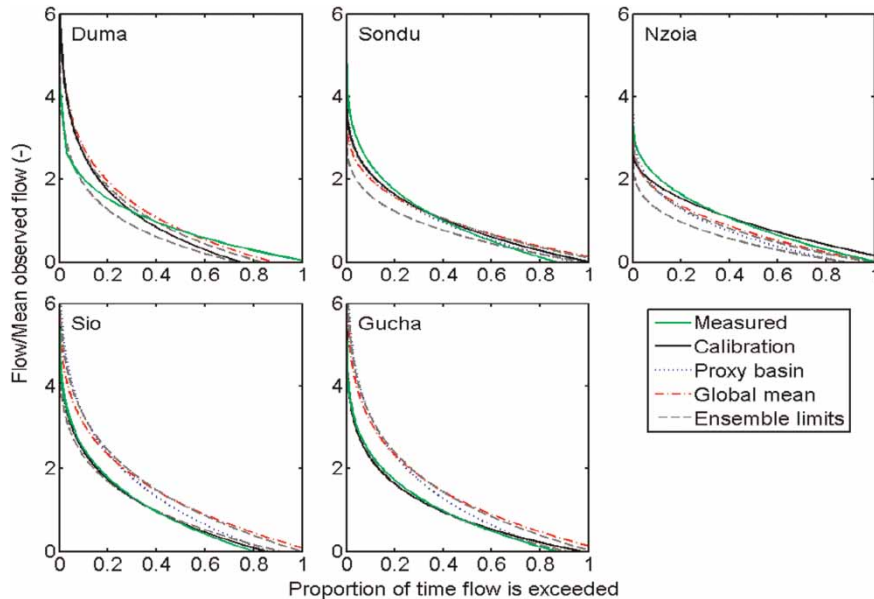 Flow/Mean observed flow (-)
Duma
6
4
2
0
0 0.2 0.4 0.6 0.8 1
Sondu
6
4
2
0
0 0.2 0.4 0.6 0.8 1
Nzoia
6
4
2
0
0 0.2 0.4 0.6 0.8 1
Sio
6
4
2
0
0 0.2 0.4 0.6 0.8 1
Gucha
6
4
2
0
0 0.2 0.4 0.6 0.8 1
Measured
Calibration
Proxy basin
Global mean
Ensemble limits
Proportion of time flow is exceeded